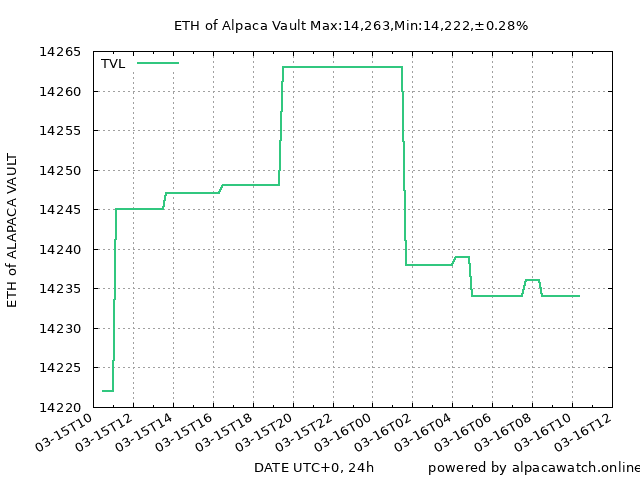 ETH of Alpaca Vault Max:14,263,Min:14,222,±0.28%
TVL
14265
14260
14255
14250
14245
14240
14235
14230
14225
14220
ETH of ALAPACA VAULT
03-15T10
03-15T12
03-15T14
03-15T16
03-15T18
03-15T20
03-15T22
03-16T00
03-16T02
03-16T04
03-16T06
03-16T08
03-16T10
03-16T12
DATE UTC+0, 24h
powered by alpacawatch.online